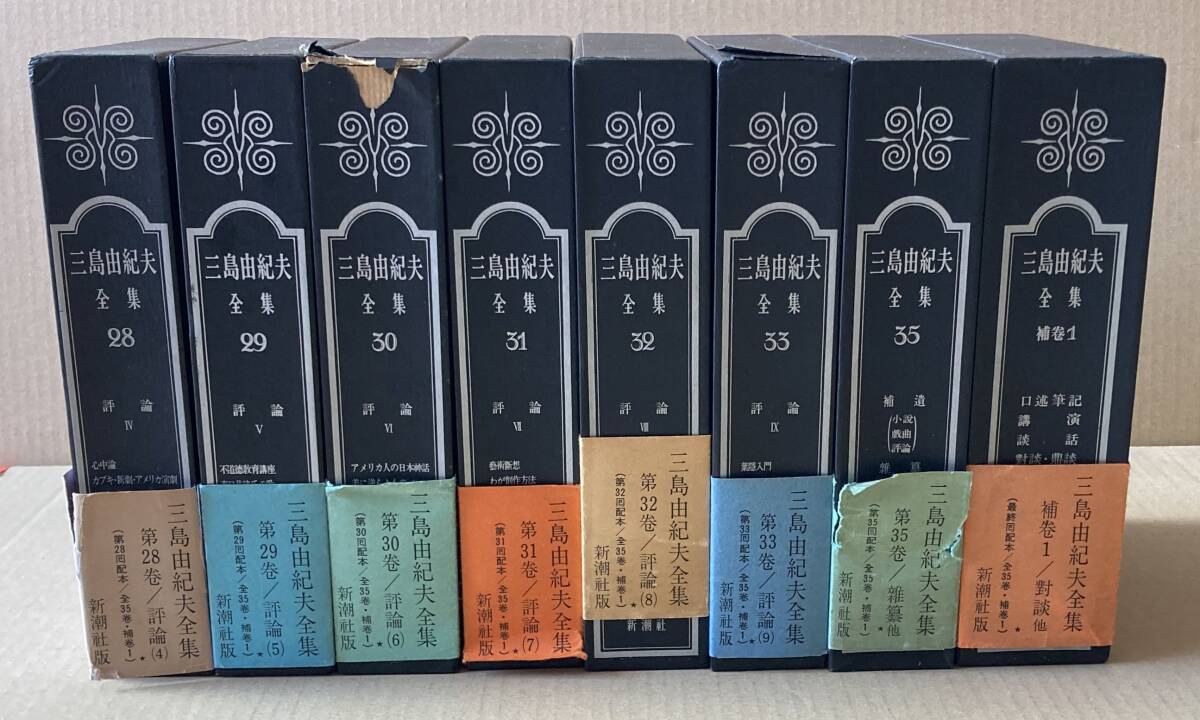 三島由紀夫
全集
28
評論
IV
心中論
カブキ・新劇・アメリカ演劇
三島由紀夫全集
第28巻/評論(4)
(第28回配本/全35巻・補巻1)★
新潮社版
三島由紀夫
全集
29
評論
V
不道徳教育講座
三島由紀夫全集
第29巻/評論(5)
(第29回配本/全35巻・補巻1)★
新潮社版
三島由紀夫
全集
30
評論
VI
アメリカ人の日本神話
三島由紀夫全集
第30巻/評論(6)
(第30回配本/全35巻・補巻1)★
新潮社版
三島由紀夫
全集
31
評論
VII
藝術斷想
わが創作方法
三島由紀夫全集
第31巻/評論(7)
(第31回配本/全35巻・補巻1)★
新潮社版
三島由紀夫
全集
32
評論
VIII
三島由紀夫全集
第32巻/評論(8)
(第32回配本/全35巻・補巻1)★
新潮社版
新潮社
三島由紀夫
全集
33
評論
IX
葉隠入門
三島由紀夫全集
第33巻/評論(9)
(第33回配本/全35巻・補巻1)★
新潮社版
三島由紀夫
全集
35
補遺
(小説
戯曲
評論)
雑纂
三島由紀夫全集
第35巻/雑纂他
(第35回配本/全35巻・補巻1)★
新潮社版
三島由紀夫
全集
補巻1
口述筆記
講演
談話
對談・鼎談
三島由紀夫全集
補巻1/對談他
(最終回配本/全35巻・補巻1)★
新潮社版